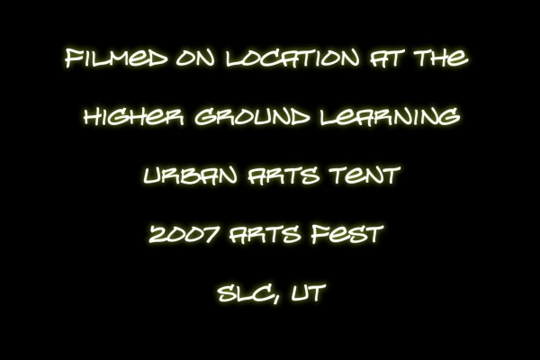 FILMED ON LOCATION AT THE
HIGHER GROUND LEARNING
URBAN ARTS TENT
2007 ARTS FEST
SLC, UT